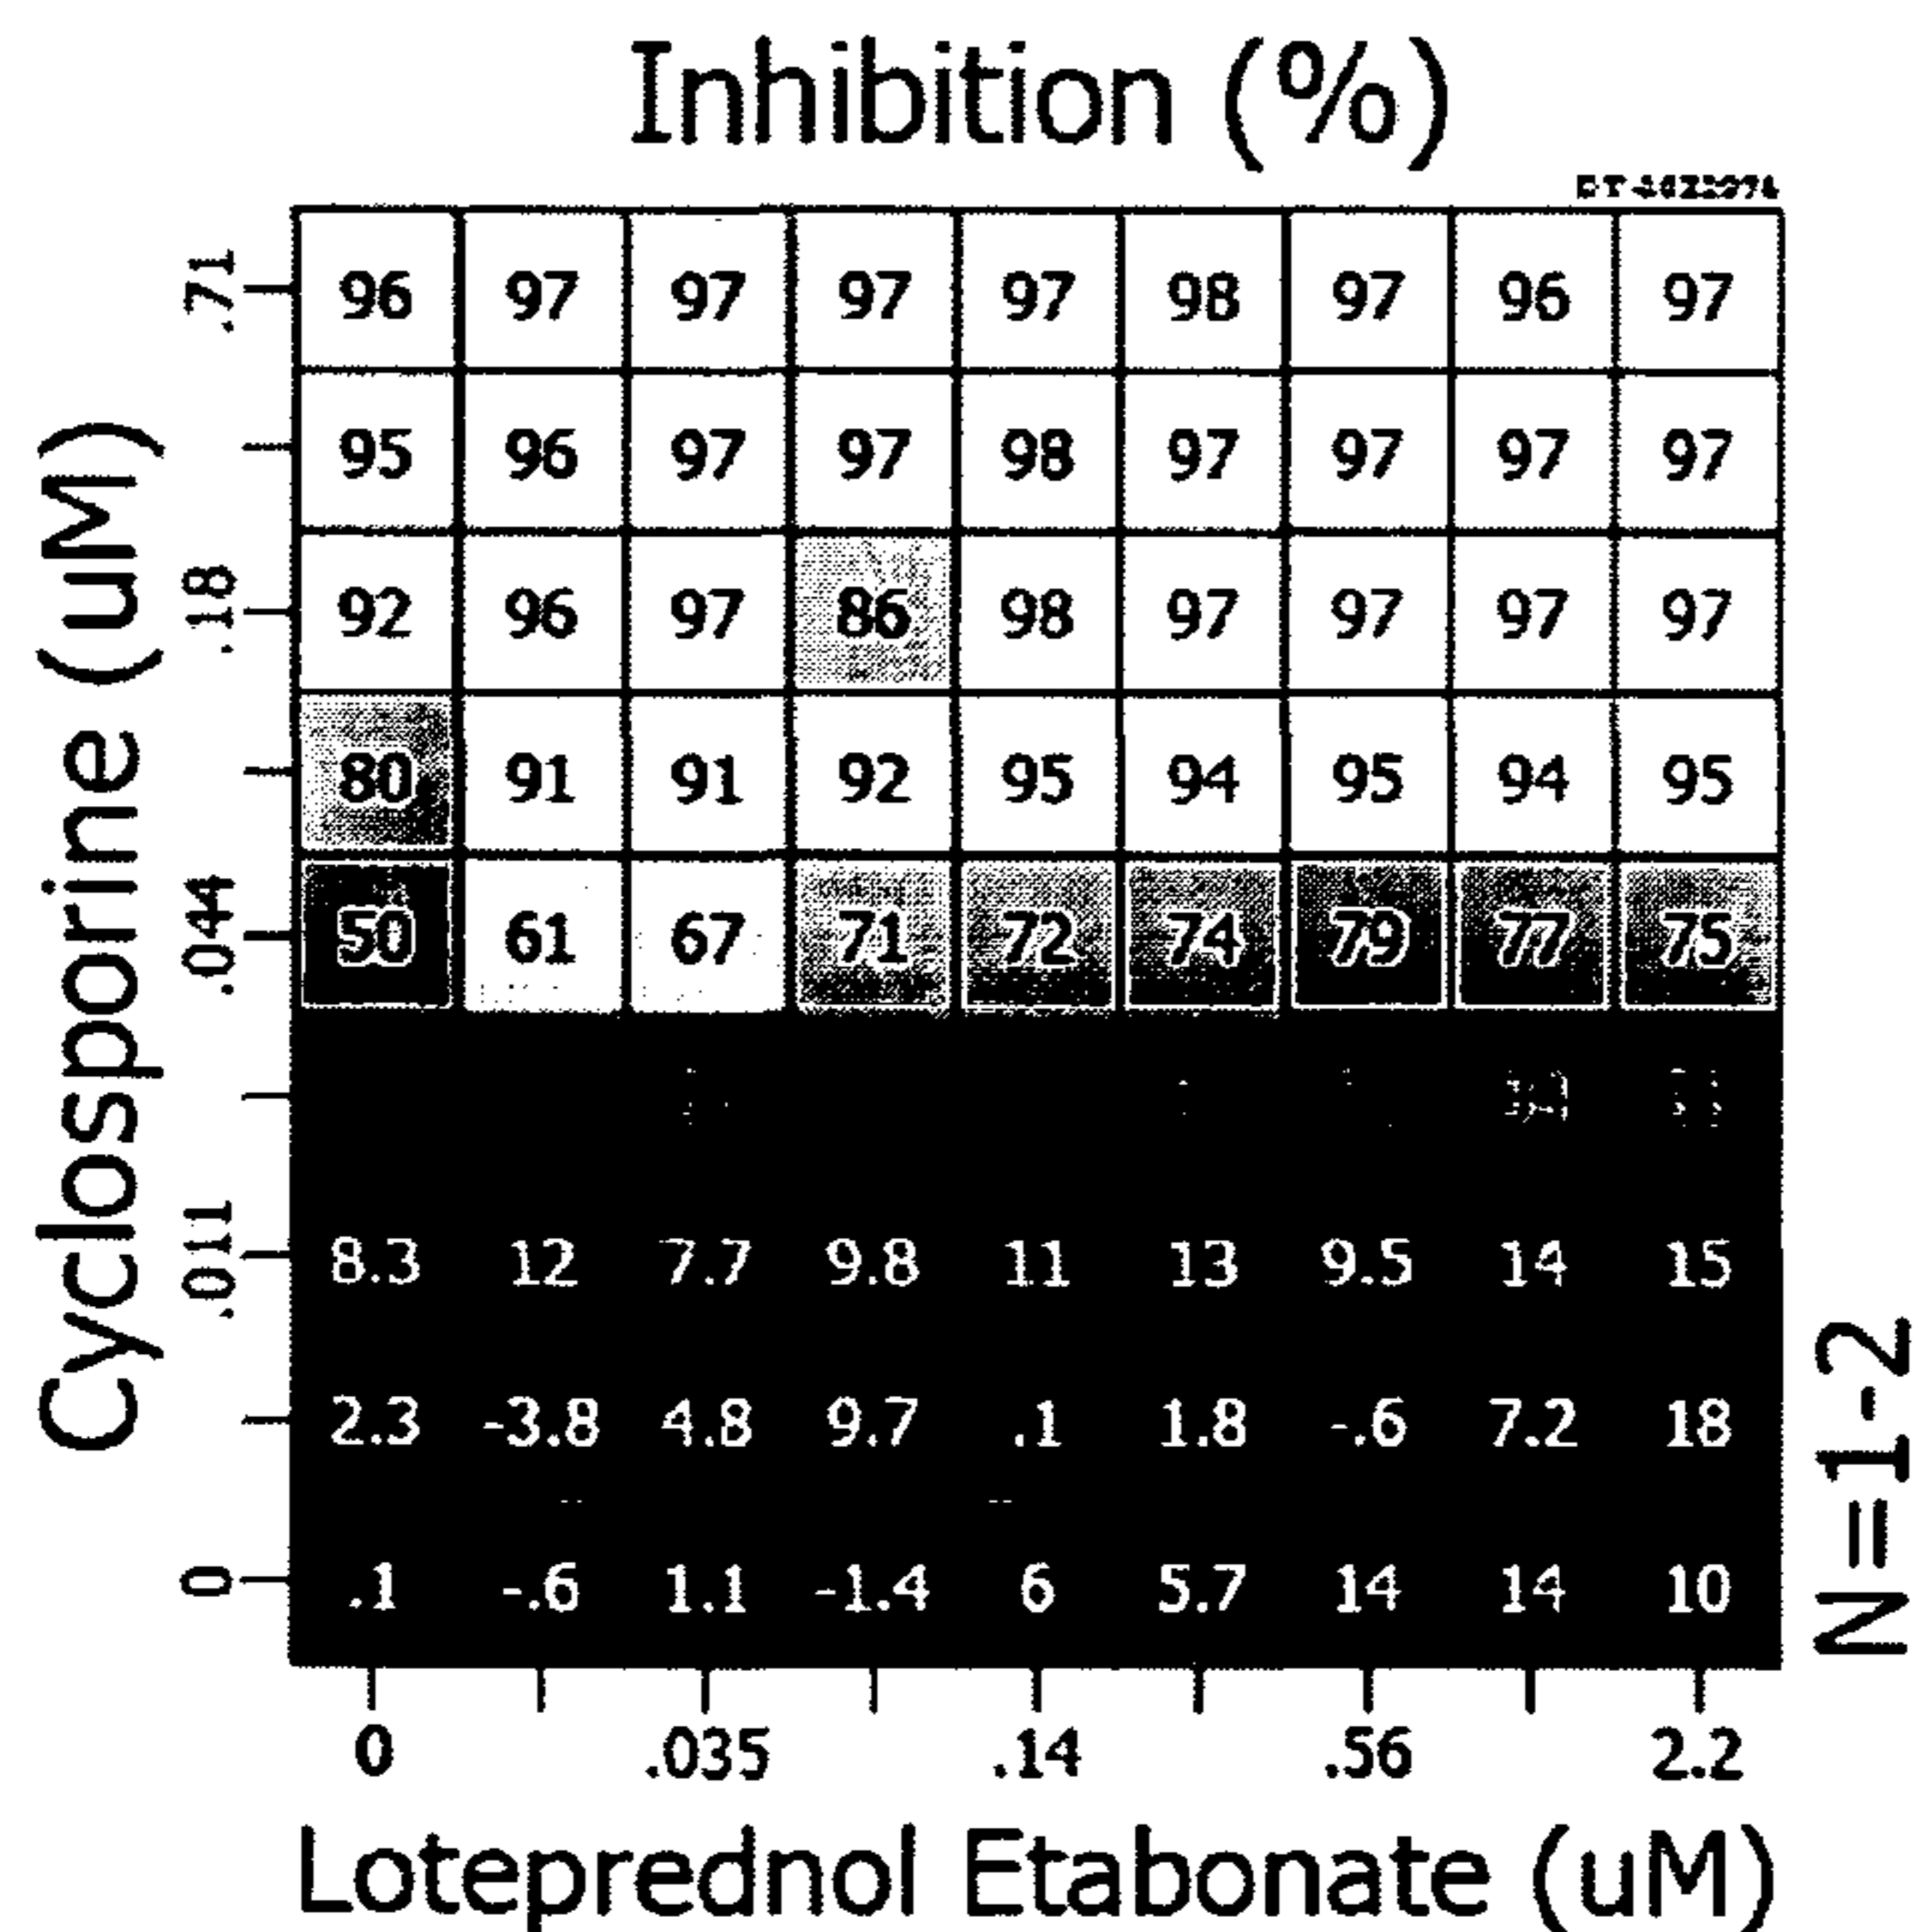 Inhibition (%)
Cyclosporine (uM)
.71 96 97 97 97 97 98 97 96 97
95 96 97 97 98 97 97 97 97
.18 92 96 97 86 98 97 97 97 97
80 91 91 92 95 94 95 94 95
.044 50 61 67 71 72 74 79 77 75
.011 8.3 12 7.7 9.8 11 13 9.5 14 15
2.3 -3.8 4.8 9.7 .1 1.8 -.6 7.2 18
0 .1 -.6 1.1 -1.4 6 5.7 14 14 10
0 .035 .14 .56 2.2
Loteprednol Etabonate (uM)
N=1-2